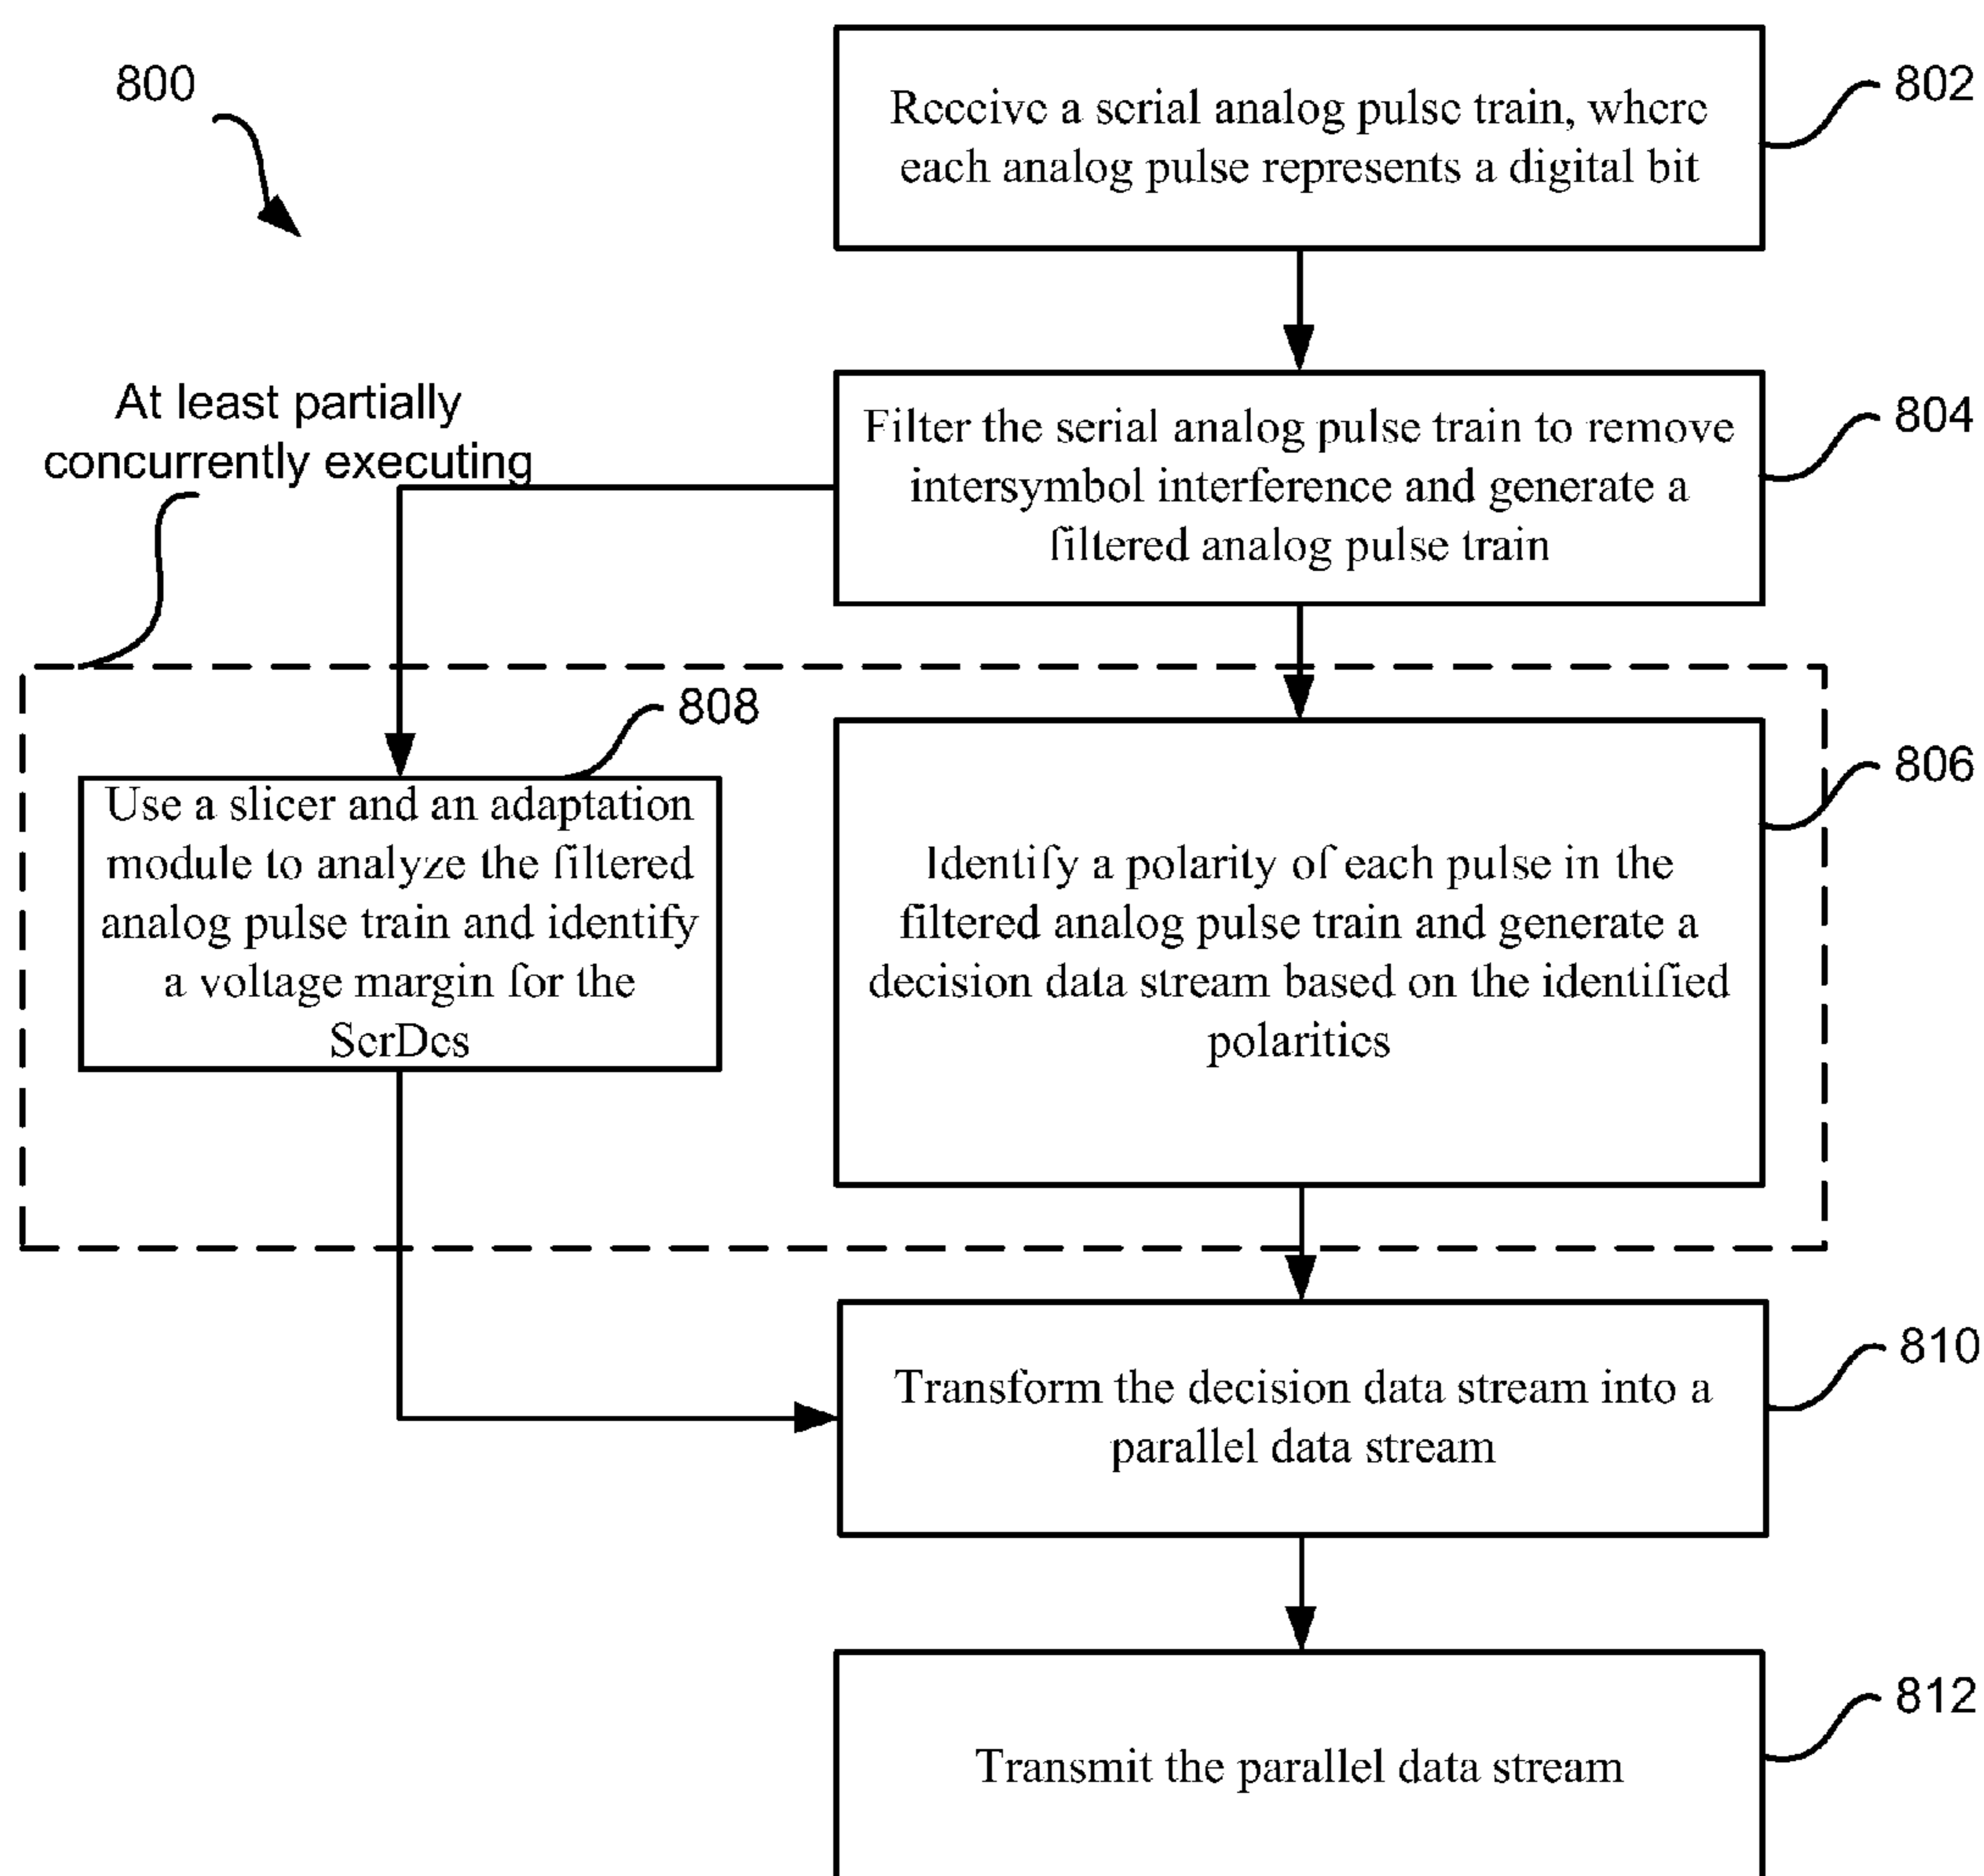 800
802
Receive a serial analog pulse train, where
each analog pulse represents a digital bit
804
At least partially
concurrently executing
Filter the serial analog pulse train to remove
intersymbol interference and generate a
filtered analog pulse train
808
806
Use a slicer and an adaptation
module to analyze the filtered
analog pulse train and identify
a voltage margin for the
SerDes
Identify a polarity of each pulse in the
filtered analog pulse train and generate a
decision data stream based on the identified
polarities
810
Transform the decision data stream into a
parallel data stream
812
Transmit the parallel data stream